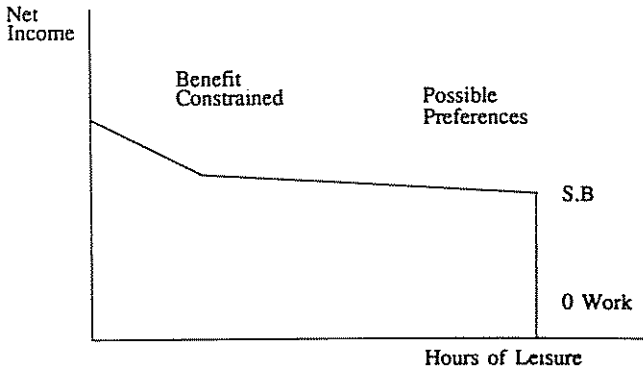 Net
Income
Benefit
Constrained
Possible
Preferences
S.B
0 Work
Hours of Leisure